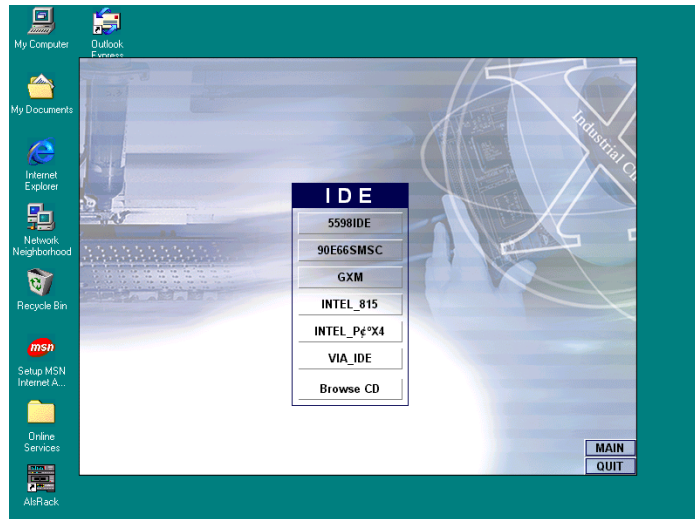 My Computer
Outlook
Express
My Documents
Internet
Explorer
Network
Neighborhood
Recycle Bin
msn
Setup MSN
Internet A...
Online
Services
AlsRack
Industrial C
IDE
5598IDE
90E66SMSC
GXM
INTEL_815
INTEL_P¢ºX4
VIA_IDE
Browse CD
MAIN
QUIT